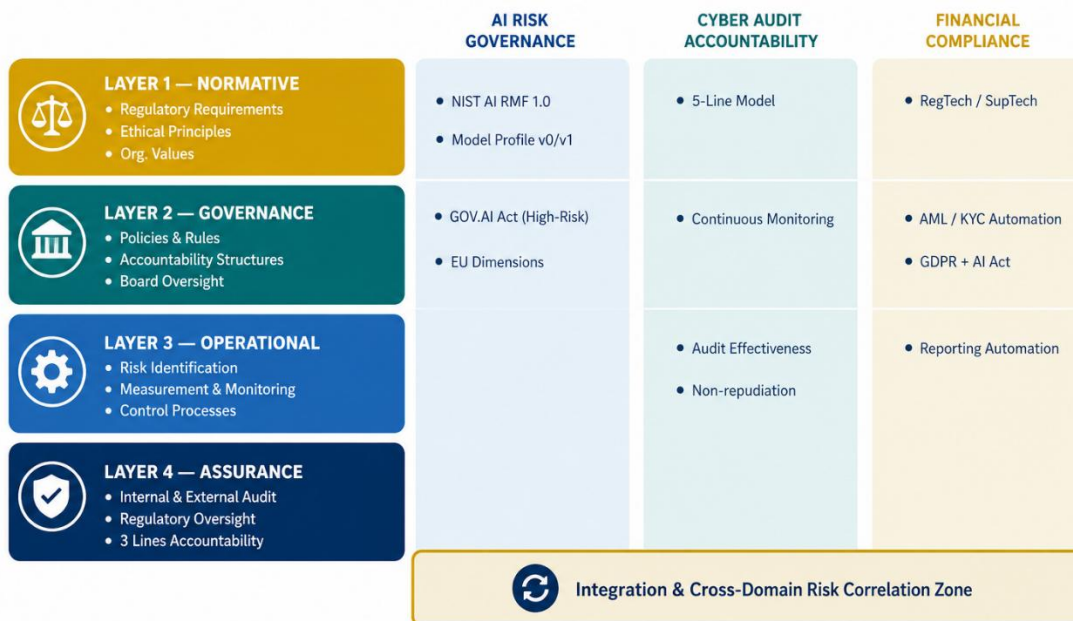 AI RISK
GOVERNANCE
CYBER AUDIT
ACCOUNTABILITY
FINANCIAL
COMPLIANCE
LAYER 1 — NORMATIVE
• Regulatory Requirements
• Ethical Principles
• Org. Values
• NIST AI RMF 1.0
• Model Profile v0/v1
• 5-Line Model
• RegTech / SupTech
LAYER 2 — GOVERNANCE
• Policies & Rules
• Accountability Structures
• Board Oversight
• GOV.AI Act (High-Risk)
• EU Dimensions
• Continuous Monitoring
• AML / KYC Automation
• GDPR + AI Act
LAYER 3 — OPERATIONAL
• Risk Identification
• Measurement & Monitoring
• Control Processes
• Audit Effectiveness
• Non-repudiation
• Reporting Automation
LAYER 4 — ASSURANCE
• Internal & External Audit
• Regulatory Oversight
• 3 Lines Accountability
Integration & Cross-Domain Risk Correlation Zone